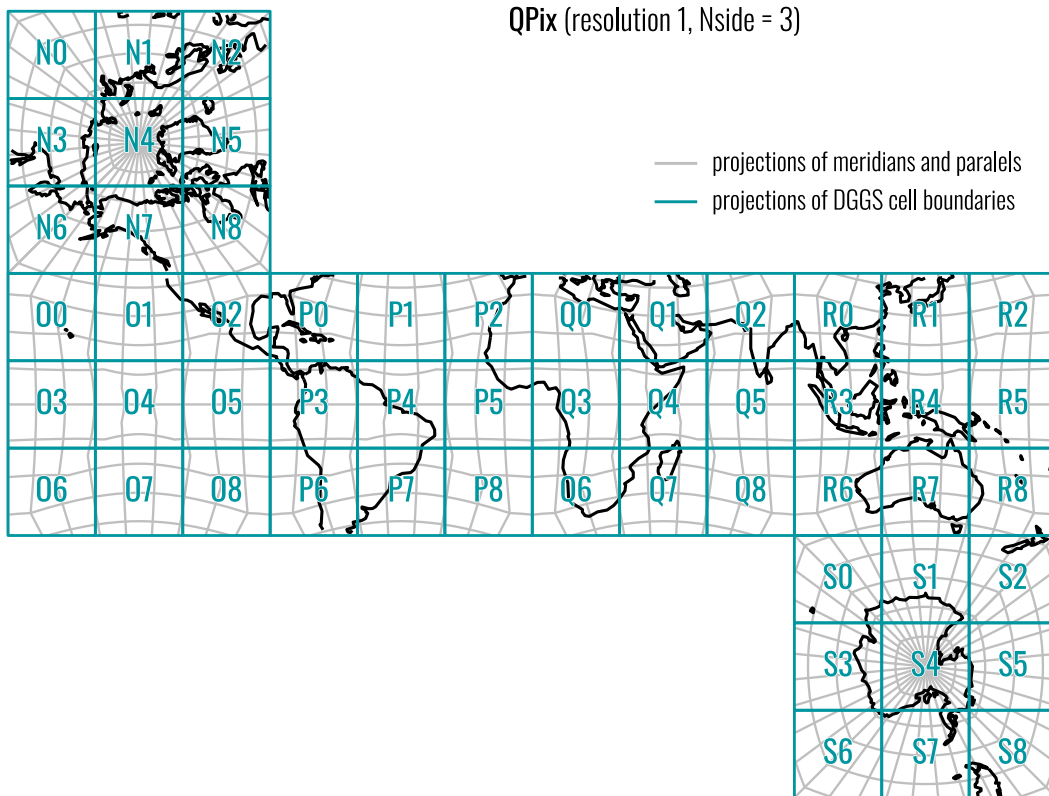 QPix (resolution 1, Nside = 3)
N0 N1 N2
N3 N4 N5
N6 N7 N8
projections of meridians and paralels
projections of DGGS cell boundaries
O0 O1 O2 P0 P1 P2 Q0 Q1 Q2 R0 R1 R2
O3 O4 O5 P3 P4 P5 Q3 Q4 Q5 R3 R4 R5
O6 O7 O8 P6 P7 P8 Q6 Q7 Q8 R6 R7 R8
S0 S1 S2
S3 S4 S5
S6 S7 S8